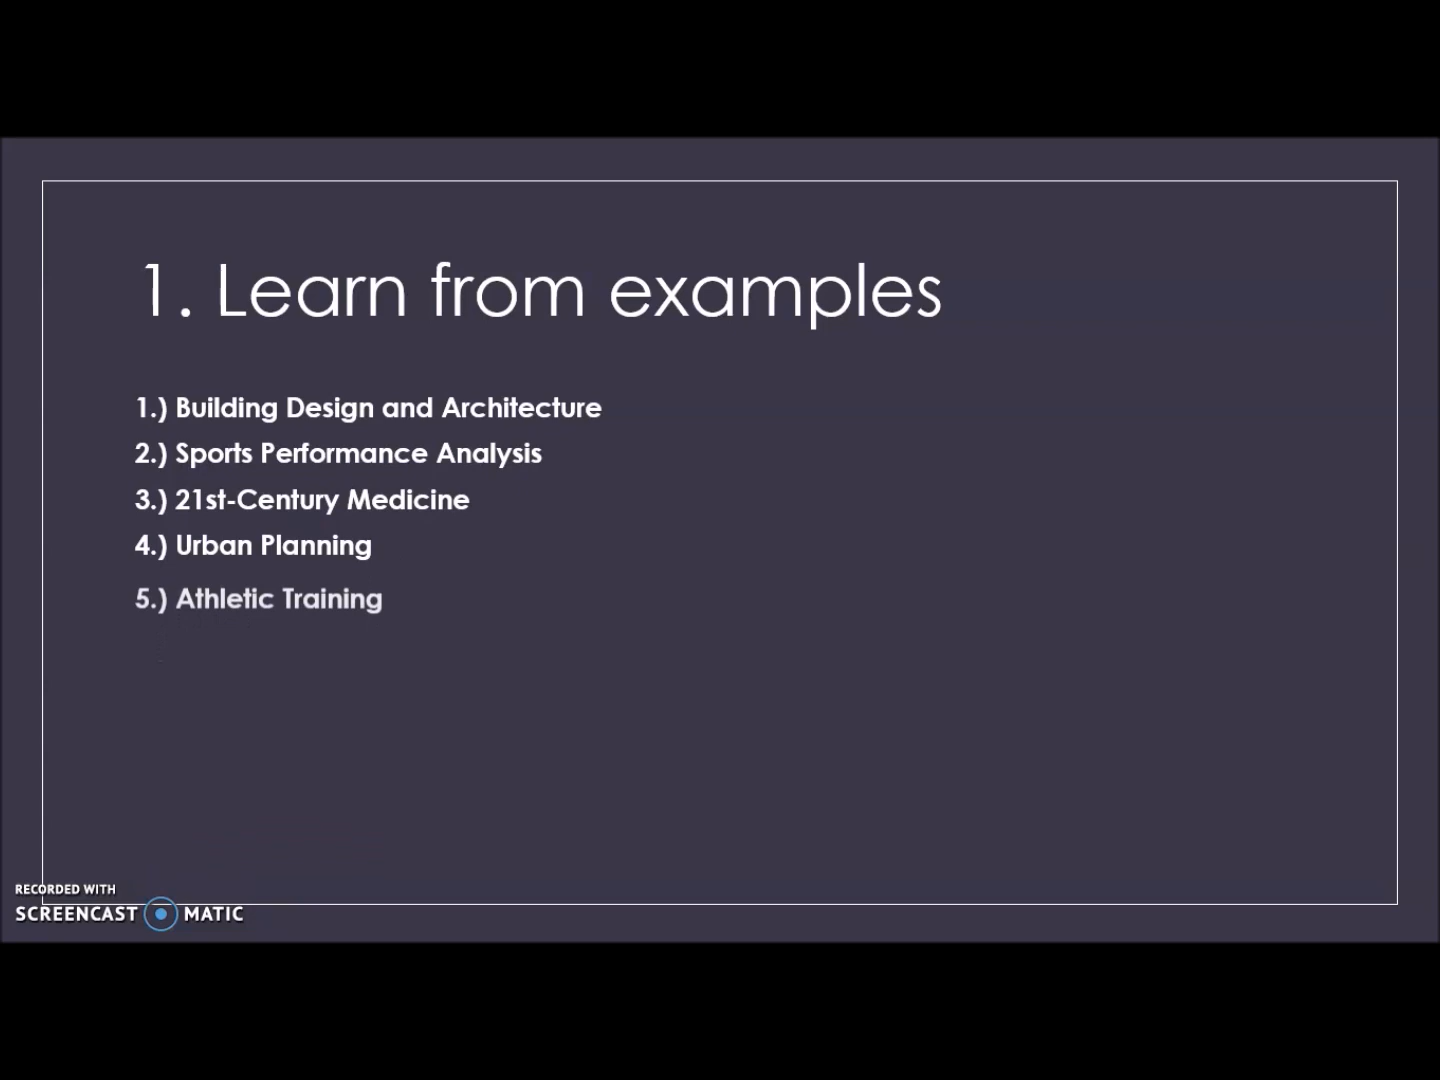 1. Learn from examples
1.) Building Design and Architecture
2.) Sports Performance Analysis
3.) 21st-Century Medicine
4.) Urban Planning
5.) Athletic Training
RECORDED WITH
SCREENCAST MATIC